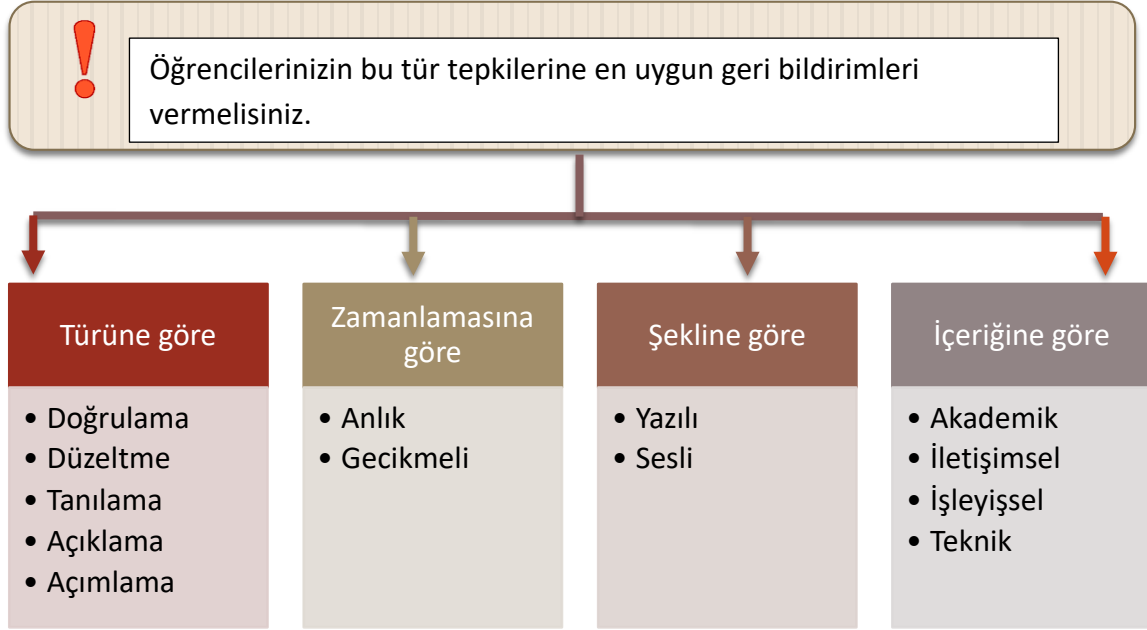 Öğrencilerinizin bu tür tepkilerine en uygun geri bildirimleri
vermelisiniz.
Türüne göre
• Doğrulama
• Düzeltme
• Tanılama
• Açıklama
• Açımlama
Zamanlamasına
göre
• Anlık
• Gecikmeli
Şekline göre
• Yazılı
• Sesli
İçeriğine göre
• Akademik
• İletişimsel
• İşleyişsel
• Teknik